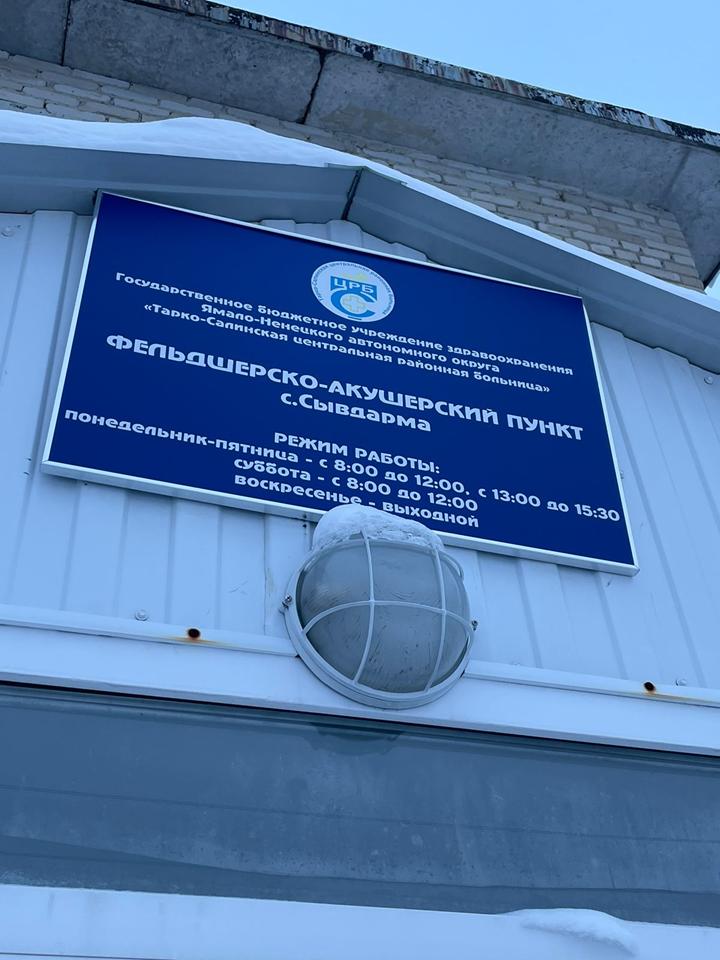 ЦРБ
Государственное бюджетное учреждение здравоохранения
Ямало-Ненецкого автономного округа
«Тарко-Салинская центральная районная больница»
ФЕЛЬДШЕРСКО-АКУШЕРСКИЙ ПУНКТ
с.Сывдарма
РЕЖИМ РАБОТЫ:
понедельник-пятница - с 8:00 до 12:00, с 13:00 до 15:30
суббота - с 8:00 до 12:00
воскресенье - выходной